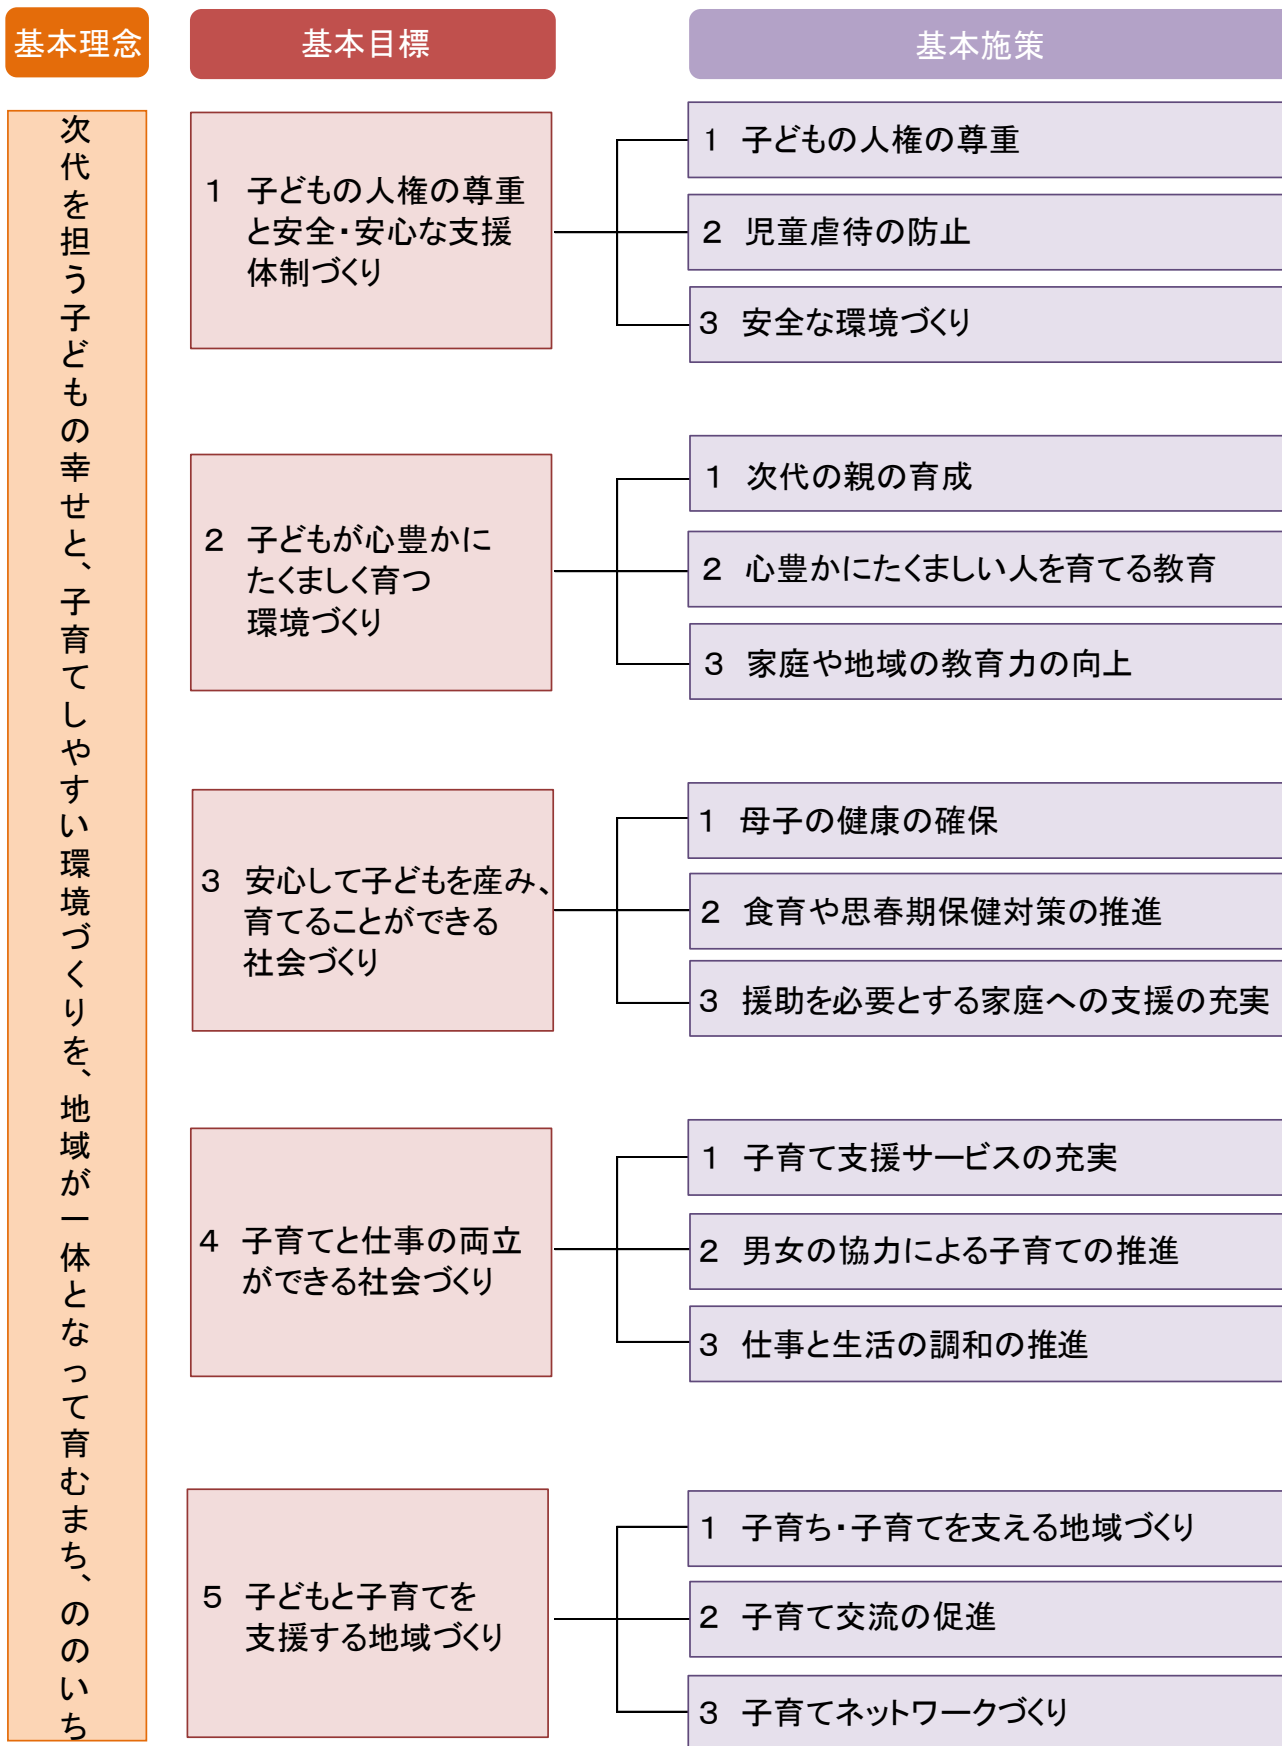 基本理念
基本目標
基本施策
次代を担う子どもの幸せと、子育てしやすい環境づくりを、地域が一体となって育むまち、ののいち
1 子どもの人権の尊重
と安全・安心な支援
体制づくり
1 子どもの人権の尊重
2 児童虐待の防止
3 安全な環境づくり
2 子どもが心豊かに
たくましく育つ
環境づくり
1 次代の親の育成
2 心豊かにたくましい人を育てる教育
3 家庭や地域の教育力の向上
3 安心して子どもを産み、
育てることができる
社会づくり
1 母子の健康の確保
2 食育や思春期保健対策の推進
3 援助を必要とする家庭への支援の充実
4 子育てと仕事の両立
ができる社会づくり
1 子育て支援サービスの充実
2 男女の協力による子育ての推進
3 仕事と生活の調和の推進
5 子どもと子育てを
支援する地域づくり
1 子育ち・子育てを支える地域づくり
2 子育て交流の促進
3 子育てネットワークづくり